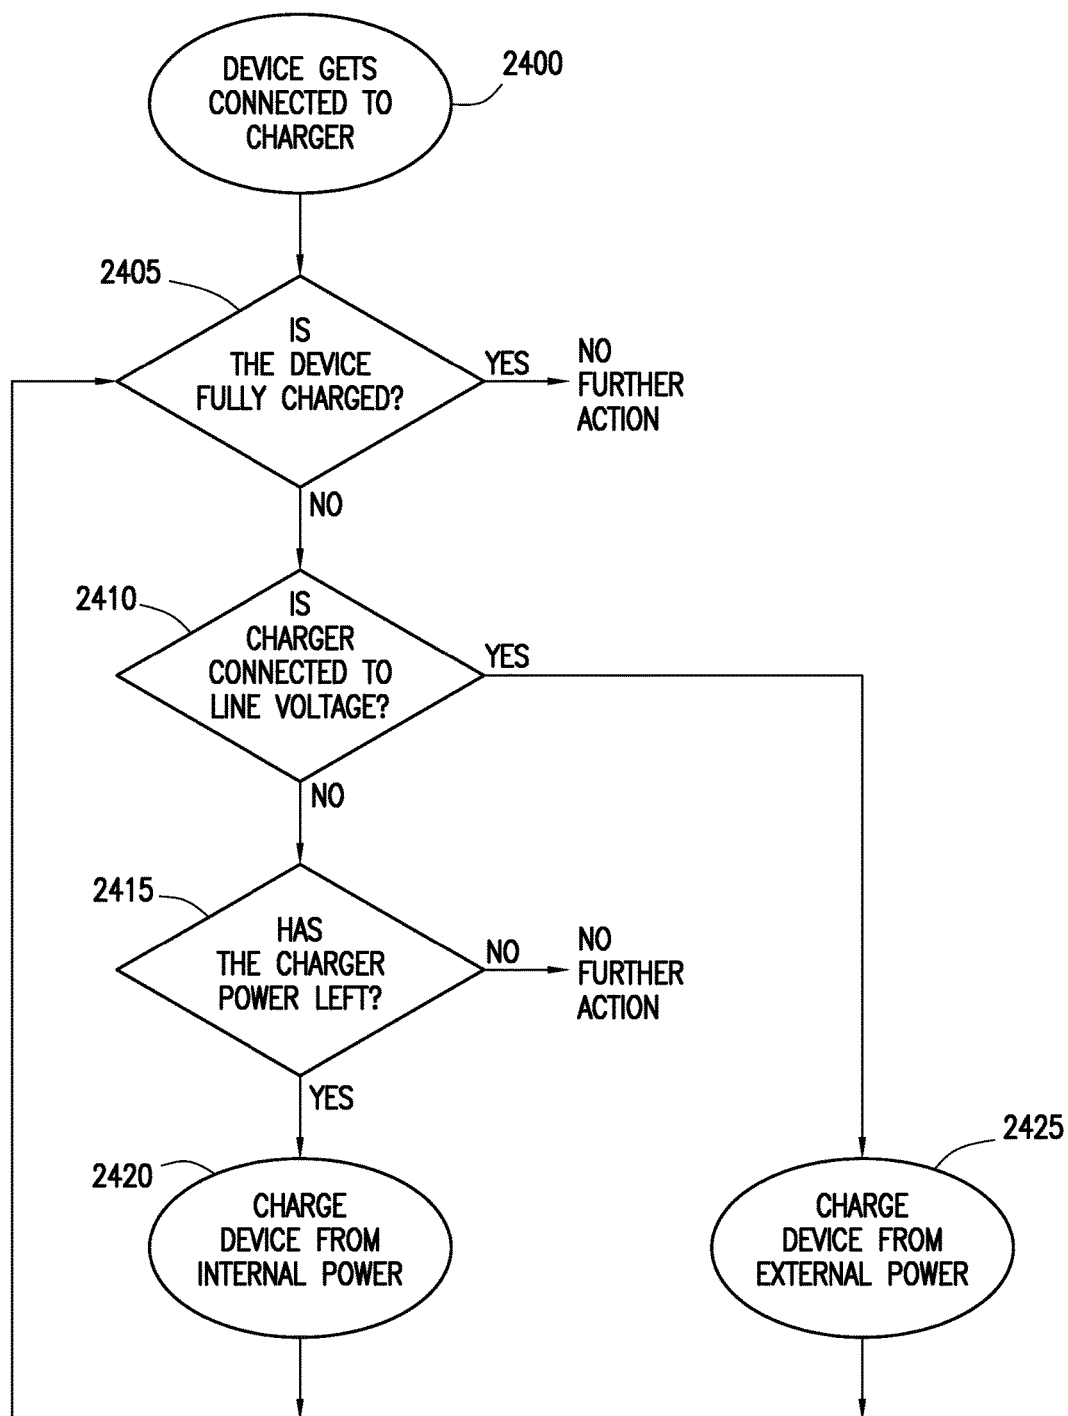 DEVICE GETS
CONNECTED TO
CHARGER
2400
2405
IS
THE DEVICE
FULLY CHARGED?
YES
NO
FURTHER
ACTION
NO
2410
IS
CHARGER
CONNECTED TO
LINE VOLTAGE?
YES
NO
2415
HAS
THE CHARGER
POWER LEFT?
NO
NO
FURTHER
ACTION
YES
2420
CHARGE
DEVICE FROM
INTERNAL POWER
2425
CHARGE
DEVICE FROM
EXTERNAL POWER